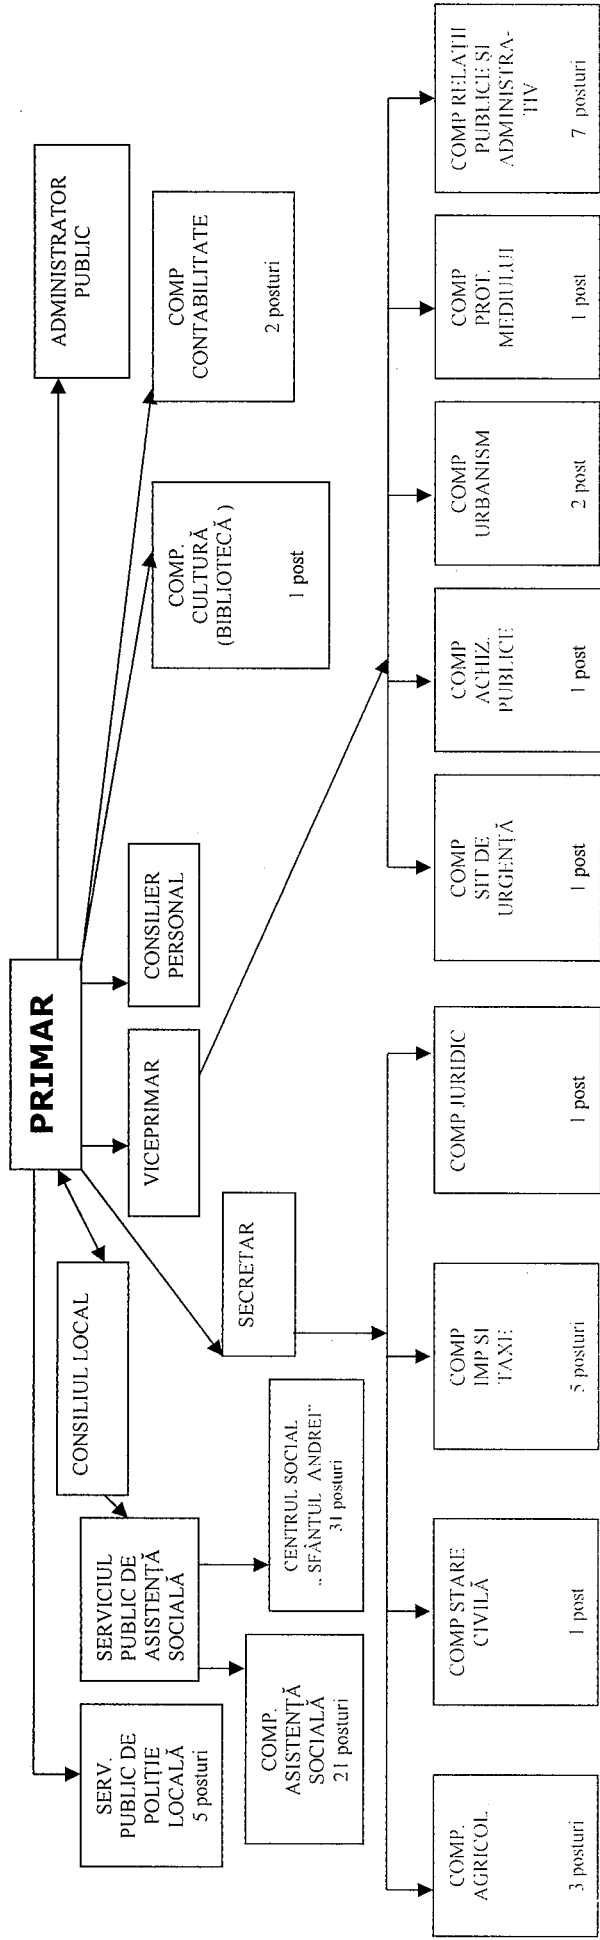 PRIMAR
CONSILIUL LOCAL
ADMINISTRATOR
PUBLIC
SERV.
PUBLIC DE
POLIȚIE
LOCALĂ
5 posturi
SERVICIUL
PUBLIC DE
ASISTENȚĂ
SOCIALĂ
VICEPRIMAR
CONSILIER
PERSONAL
COMP.
CULTURĂ
(BIBLIOTECĂ )
1 post
COMP
CONTABILITATE
2 posturi
SECRETAR
COMP.
ASISTENȚĂ
SOCIALĂ
21 posturi
CENTRUL SOCIAL
„SFÂNTUL ANDREI”
31 posturi
COMP.
AGRICOL.
3 posturi
COMP STARE
CIVILĂ
1 post
COMP
IMP SI
TAXE
5 posturi
COMP JURIDIC
1 post
COMP
SIT DE
URGENȚĂ
1 post
COMP
ACHIZ.
PUBLICE
1 post
COMP
URBANISM
2 post
COMP
PROT.
MEDIULUI
1 post
COMP RELAȚII
PUBLICE ȘI
ADMINISTRA-
TIV
7 posturi